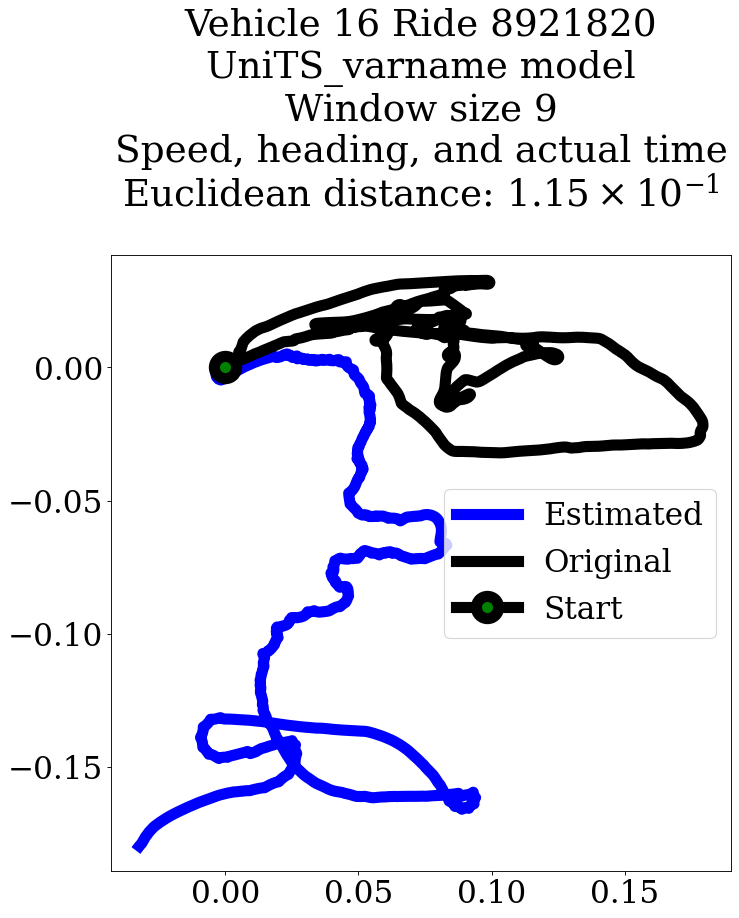 Vehicle 16 Ride 8921820
UniTS_varname model
Window size 9
Speed, heading, and actual time
Euclidean distance: 1.15 × 10⁻¹
0.00
−0.05
−0.10
−0.15
Estimated
Original
Start
0.00 0.05 0.10 0.15